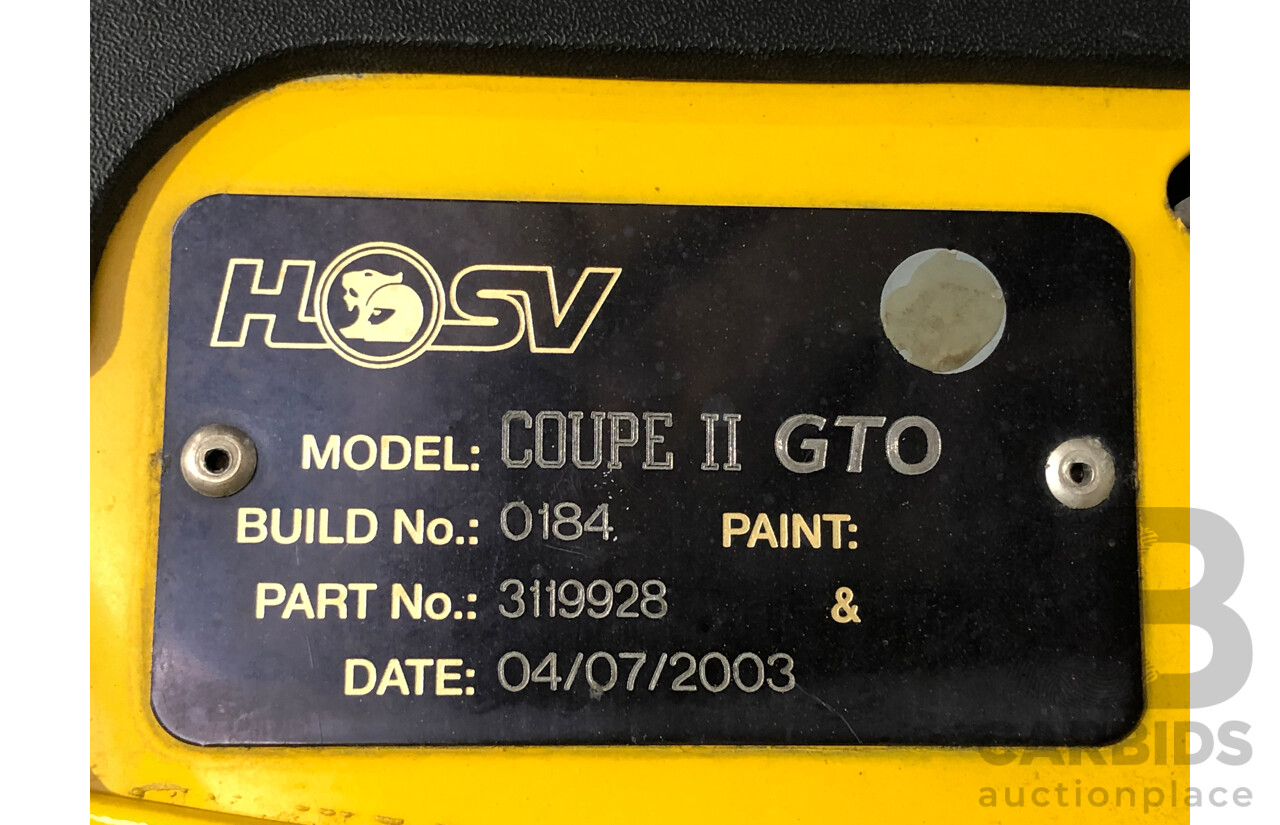 HSV
MODEL: COUPE II GTO
BUILD No.: 0184 PAINT:
PART No.: 3119928 &
DATE: 04/07/2003
B
CARBIDS
auctionplace